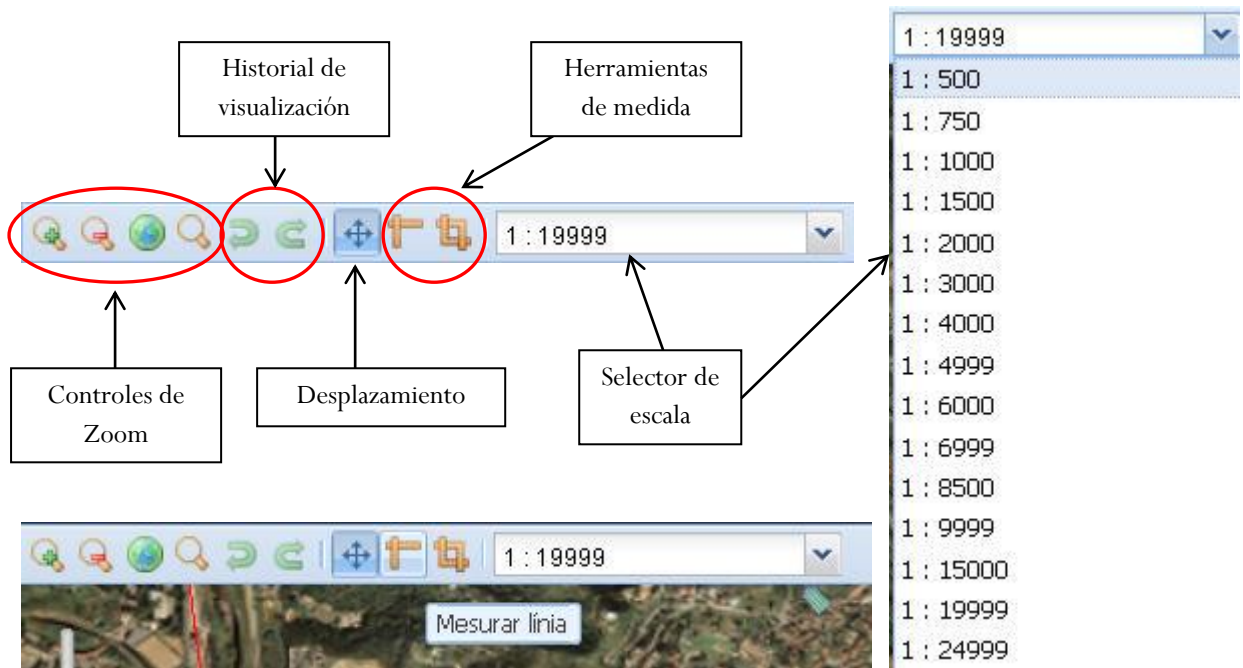 Historial de
visualización
Herramientas
de medida
1 : 19999
Controles de
Zoom
Desplazamiento
Selector de
escala
1 : 19999
Mesurar línia
1 : 19999
1 : 500
1 : 750
1 : 1000
1 : 1500
1 : 2000
1 : 3000
1 : 4000
1 : 4999
1 : 6000
1 : 6999
1 : 8500
1 : 9999
1 : 15000
1 : 19999
1 : 24999